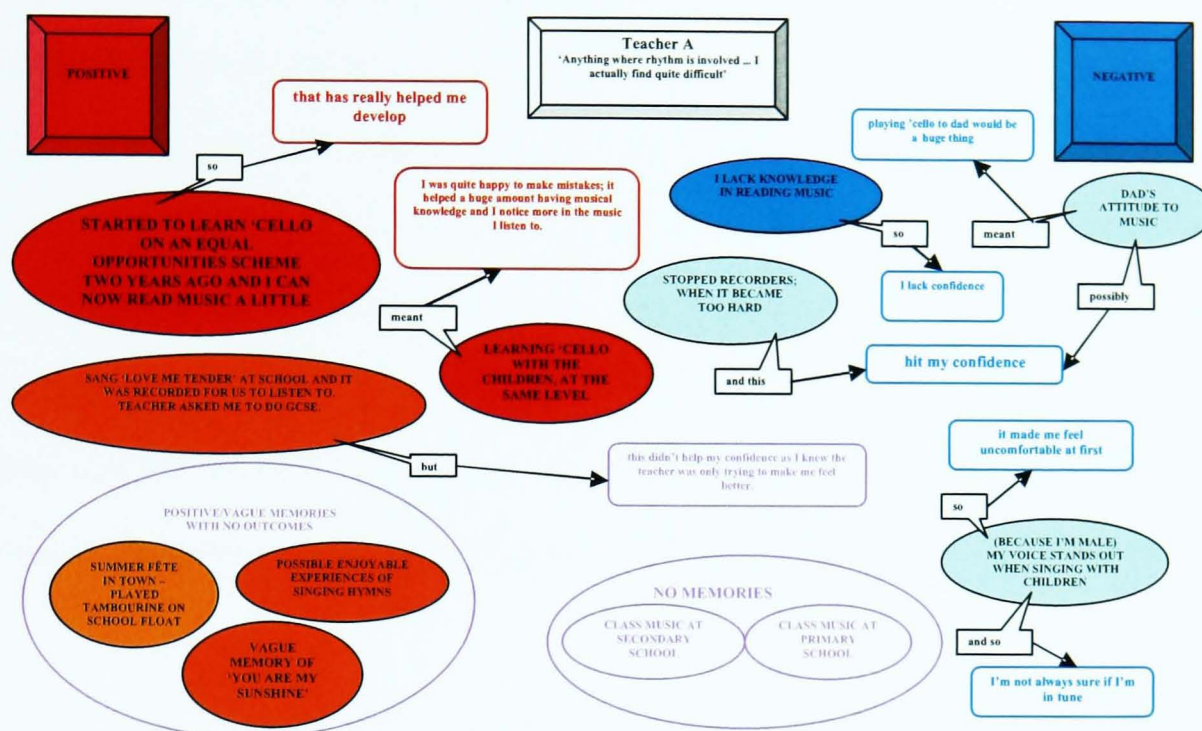 POSITIVE
Teacher A
‘Anything where rhythm is involved ... I
actually find quite difficult’
NEGATIVE
that has really helped me
develop
so
STARTED TO LEARN ‘CELLO
ON AN EQUAL
OPPORTUNITIES SCHEME
TWO YEARS AGO AND I CAN
NOW READ MUSIC A LITTLE
I was quite happy to make mistakes; it
helped a huge amount having musical
knowledge and I notice more in the music
I listen to.
meant
LEARNING ‘CELLO
WITH THE
CHILDREN, AT THE
SAME LEVEL
playing ’cello to dad would be
a huge thing
meant
DAD’S
ATTITUDE TO
MUSIC
possibly
I LACK KNOWLEDGE
IN READING MUSIC
so
I lack confidence
STOPPED RECORDERS;
WHEN IT BECAME
TOO HARD
and this
hit my confidence
SANG ‘LOVE ME TENDER’ AT SCHOOL AND IT
WAS RECORDED FOR US TO LISTEN TO.
TEACHER ASKED ME TO DO GCSE.
but
this didn’t help my confidence as I knew the
teacher was only trying to make me feel
better.
it made me feel
uncomfortable at first
so
(BECAUSE I’M MALE)
MY VOICE STANDS OUT
WHEN SINGING WITH
CHILDREN
and so
I’m not always sure if I’m
in tune
POSITIVE/VAGUE MEMORIES
WITH NO OUTCOMES
SUMMER FÊTE
IN TOWN –
PLAYED
TAMBOURINE ON
SCHOOL FLOAT
POSSIBLE ENJOYABLE
EXPERIENCES OF
SINGING HYMNS
VAGUE
MEMORY OF
‘YOU ARE MY
SUNSHINE’
NO MEMORIES
CLASS MUSIC AT
SECONDARY
SCHOOL
CLASS MUSIC AT
PRIMARY
SCHOOL